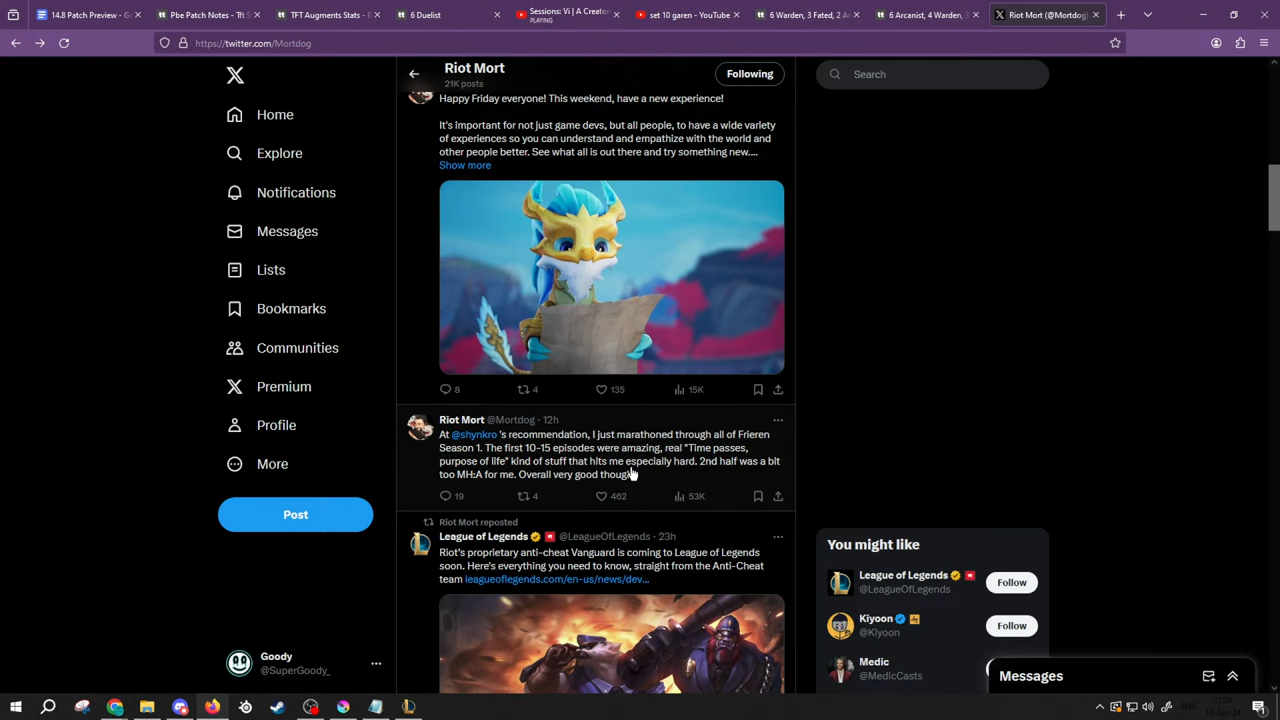 14.8 Patch Preview - Goo
Pbe Patch Notes - Tft S
TFT Augments Stats - B
6 Duelist
Sessions: Vi | A Creator
PLAYING
set 10 garen - YouTube
6 Warden, 3 Fated, 2 Ar
6 Arcanist, 4 Warden, 3
Riot Mort (@Mortdog)
https://twitter.com/Mortdog
Home
Explore
Notifications
Messages
Lists
Bookmarks
Communities
Premium
Profile
More
Post
Goody
@SuperGoody_
Riot Mort
21K posts
Following
Happy Friday everyone! This weekend, have a new experience!
It's important for not just game devs, but all people, to have a wide variety
of experiences so you can understand and empathize with the world and
other people better. See what all is out there and try something new....
Show more
8 4 135 15K
Riot Mort @Mortdog · 12h
At @shynkro 's recommendation, I just marathoned through all of Frieren
Season 1. The first 10-15 episodes were amazing, real "Time passes,
purpose of life" kind of stuff that hits me especially hard. 2nd half was a bit
too MH:A for me. Overall very good though
19 4 462 53K
Riot Mort reposted
League of Legends @LeagueOfLegends · 23h
Riot's proprietary anti-cheat Vanguard is coming to League of Legends
soon. Here's everything you need to know, straight from the Anti-Cheat
team leagueoflegends.com/en-us/news/dev...
Search
You might like
League of Legends
@LeagueOfLegends
Follow
Kiyoon
@Kiyoon
Follow
Medic
@MedicCasts
Messages
ENG